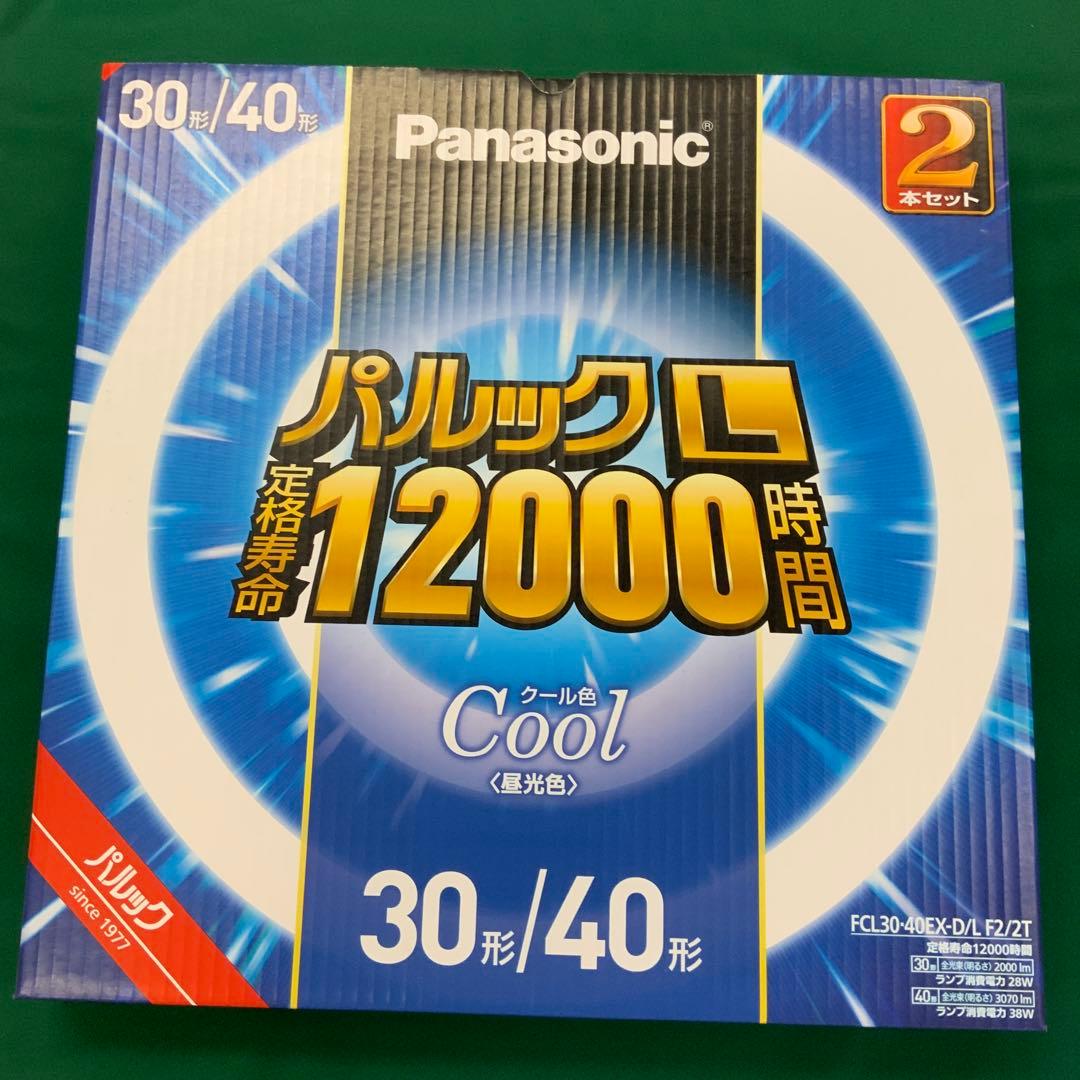 30形/40形
Panasonic®
2
本セット
パルック L
定格寿命 12000 時間
クール色
Cool
〈昼光色〉
30形/40形
パルック
since 1977
FCL30・40EX-D/L F2/2T
定格寿命12000時間
30形 全光束(明るさ) 2000 lm
ランプ消費電力 28W
40形 全光束(明るさ) 3070 lm
ランプ消費電力 38W